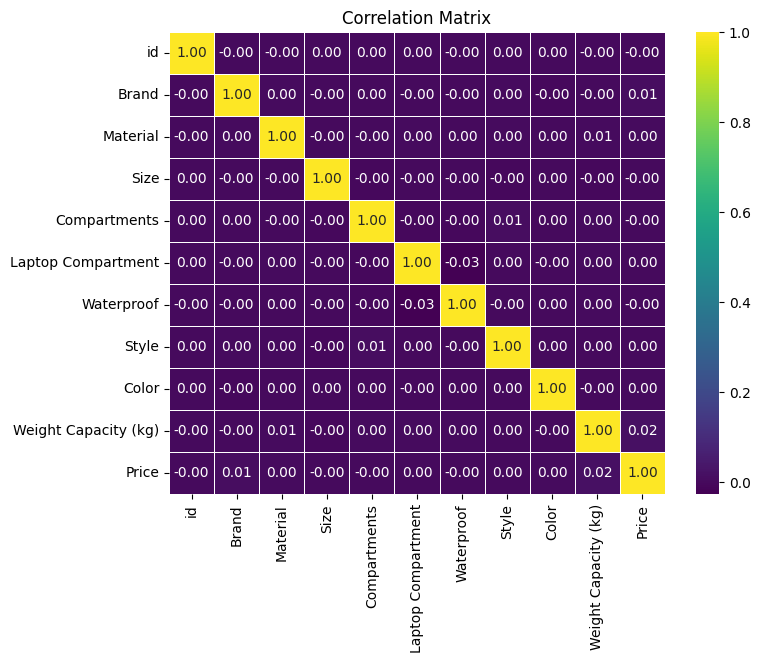 Correlation Matrix
id 1.00 -0.00 -0.00 0.00 0.00 0.00 -0.00 0.00 0.00 -0.00 -0.00
Brand -0.00 1.00 0.00 -0.00 0.00 -0.00 -0.00 0.00 -0.00 -0.00 0.01
Material -0.00 0.00 1.00 -0.00 -0.00 0.00 0.00 0.00 0.00 0.01 0.00
Size 0.00 -0.00 -0.00 1.00 -0.00 -0.00 -0.00 -0.00 0.00 -0.00 -0.00
Compartments 0.00 0.00 -0.00 -0.00 1.00 -0.00 -0.00 0.01 0.00 0.00 -0.00
Laptop Compartment 0.00 -0.00 0.00 -0.00 -0.00 1.00 -0.03 0.00 -0.00 0.00 0.00
Waterproof -0.00 -0.00 0.00 -0.00 -0.00 -0.03 1.00 -0.00 0.00 0.00 -0.00
Style 0.00 0.00 0.00 -0.00 0.01 0.00 -0.00 1.00 0.00 0.00 0.00
Color 0.00 -0.00 0.00 0.00 0.00 -0.00 0.00 0.00 1.00 -0.00 0.00
Weight Capacity (kg) -0.00 -0.00 0.01 -0.00 0.00 0.00 0.00 0.00 -0.00 1.00 0.02
Price -0.00 0.01 0.00 -0.00 -0.00 0.00 -0.00 0.00 0.00 0.02 1.00
id Brand Material Size Compartments Laptop Compartment Waterproof Style Color Weight Capacity (kg) Price
1.0
0.8
0.6
0.4
0.2
0.0